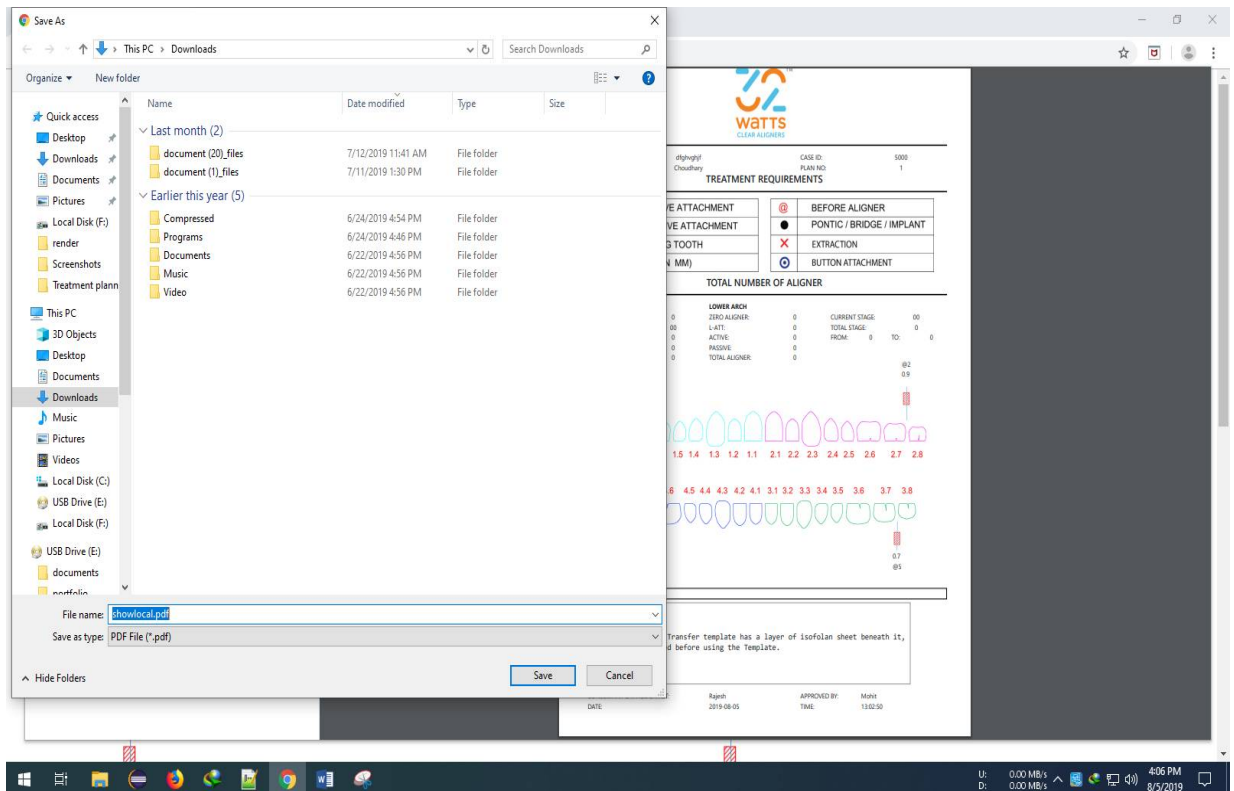 Save As
This PC > Downloads
Search Downloads
Organize
New folder
Quick access
Desktop
Downloads
Documents
Pictures
Local Disk (F:)
render
Screenshots
Treatment plann
This PC
3D Objects
Desktop
Documents
Downloads
Music
Pictures
Videos
Local Disk (C:)
USB Drive (E:)
Local Disk (F:)
USB Drive (E:)
documents
portfolio
Name Date modified Type Size
Last month (2)
document (20)_files 7/12/2019 11:41 AM File folder
document (1)_files 7/11/2019 1:30 PM File folder
Earlier this year (5)
Compressed 6/24/2019 4:54 PM File folder
Programs 6/24/2019 4:46 PM File folder
Documents 6/22/2019 4:56 PM File folder
Music 6/22/2019 4:56 PM File folder
Video 6/22/2019 4:56 PM File folder
File name: showlocal.pdf
Save as type: PDF File (*.pdf)
Hide Folders
Save
Cancel
32
TM
WATTS
CLEAR ALIGNERS
dfghvghjf CASE ID: 5000
Choudhary PLAN NO: 1
TREATMENT REQUIREMENTS
VE ATTACHMENT @ BEFORE ALIGNER
VE ATTACHMENT ● PONTIC / BRIDGE / IMPLANT
G TOOTH X EXTRACTION
N MM) BUTTON ATTACHMENT
TOTAL NUMBER OF ALIGNER
LOWER ARCH
0 ZERO ALIGNER: 0 CURRENT STAGE: 00
00 L-ATT: 0 TOTAL STAGE: 0
0 ACTIVE: 0 FROM: 0 TO: 0
0 PASSIVE: 0
0 TOTAL ALIGNER: 0
@2
0.9
1.5 1.4 1.3 1.2 1.1 2.1 2.2 2.3 2.4 2.5 2.6 2.7 2.8
.6 4.5 4.4 4.3 4.2 4.1 3.1 3.2 3.3 3.4 3.5 3.6 3.7 3.8
0.7
@5
Transfer template has a layer of isofolan sheet beneath it,
d before using the Template.
Rajesh APPROVED BY: Mohit
DATE: 2019-08-05 TIME: 13:02:50
U: 0.00 MB/s
D: 0.00 MB/s
4:06 PM
8/5/2019